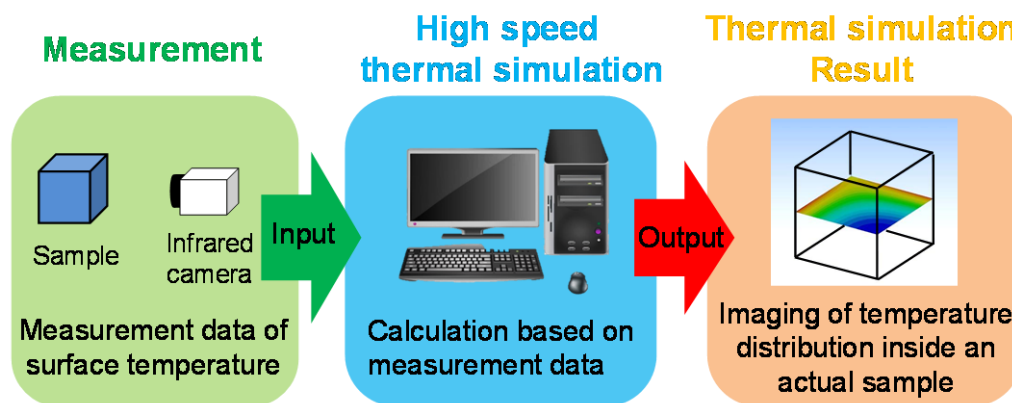 Measurement
Sample
Infrared
camera
Measurement data of
surface temperature
Input
High speed
thermal simulation
Calculation based on
measurement data
Output
Thermal simulation
Result
Imaging of temperature
distribution inside an
actual sample